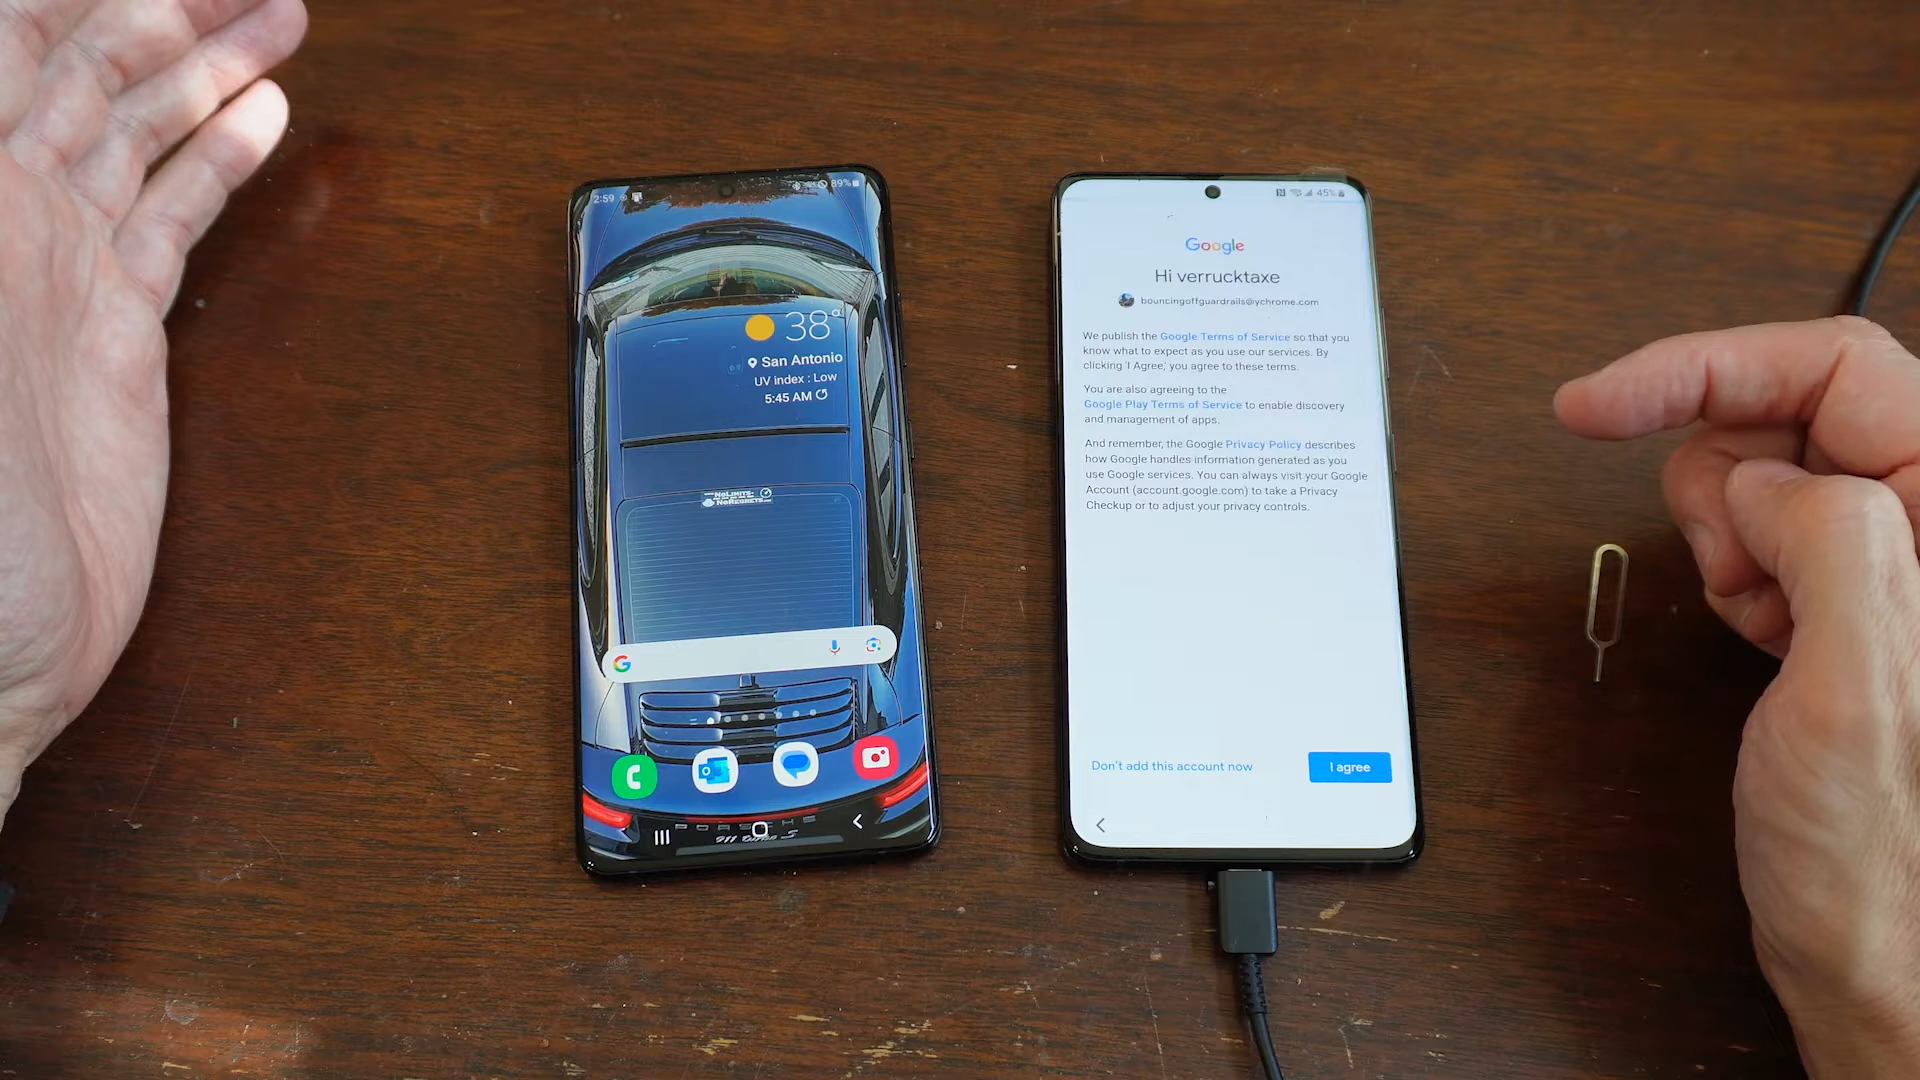 2:59
89%
38°
San Antonio
UV index : Low
5:45 AM
NoLimits-
NoRegrets
G
PORSCHE
911 turbo S
45%
Google
Hi verrucktaxe
bouncingoffguardrails@ychrome.com
We publish the Google Terms of Service so that you
know what to expect as you use our services. By
clicking 'I Agree,' you agree to these terms.
You are also agreeing to the
Google Play Terms of Service to enable discovery
and management of apps.
And remember, the Google Privacy Policy describes
how Google handles information generated as you
use Google services. You can always visit your Google
Account (account.google.com) to take a Privacy
Checkup or to adjust your privacy controls.
Don't add this account now
I agree